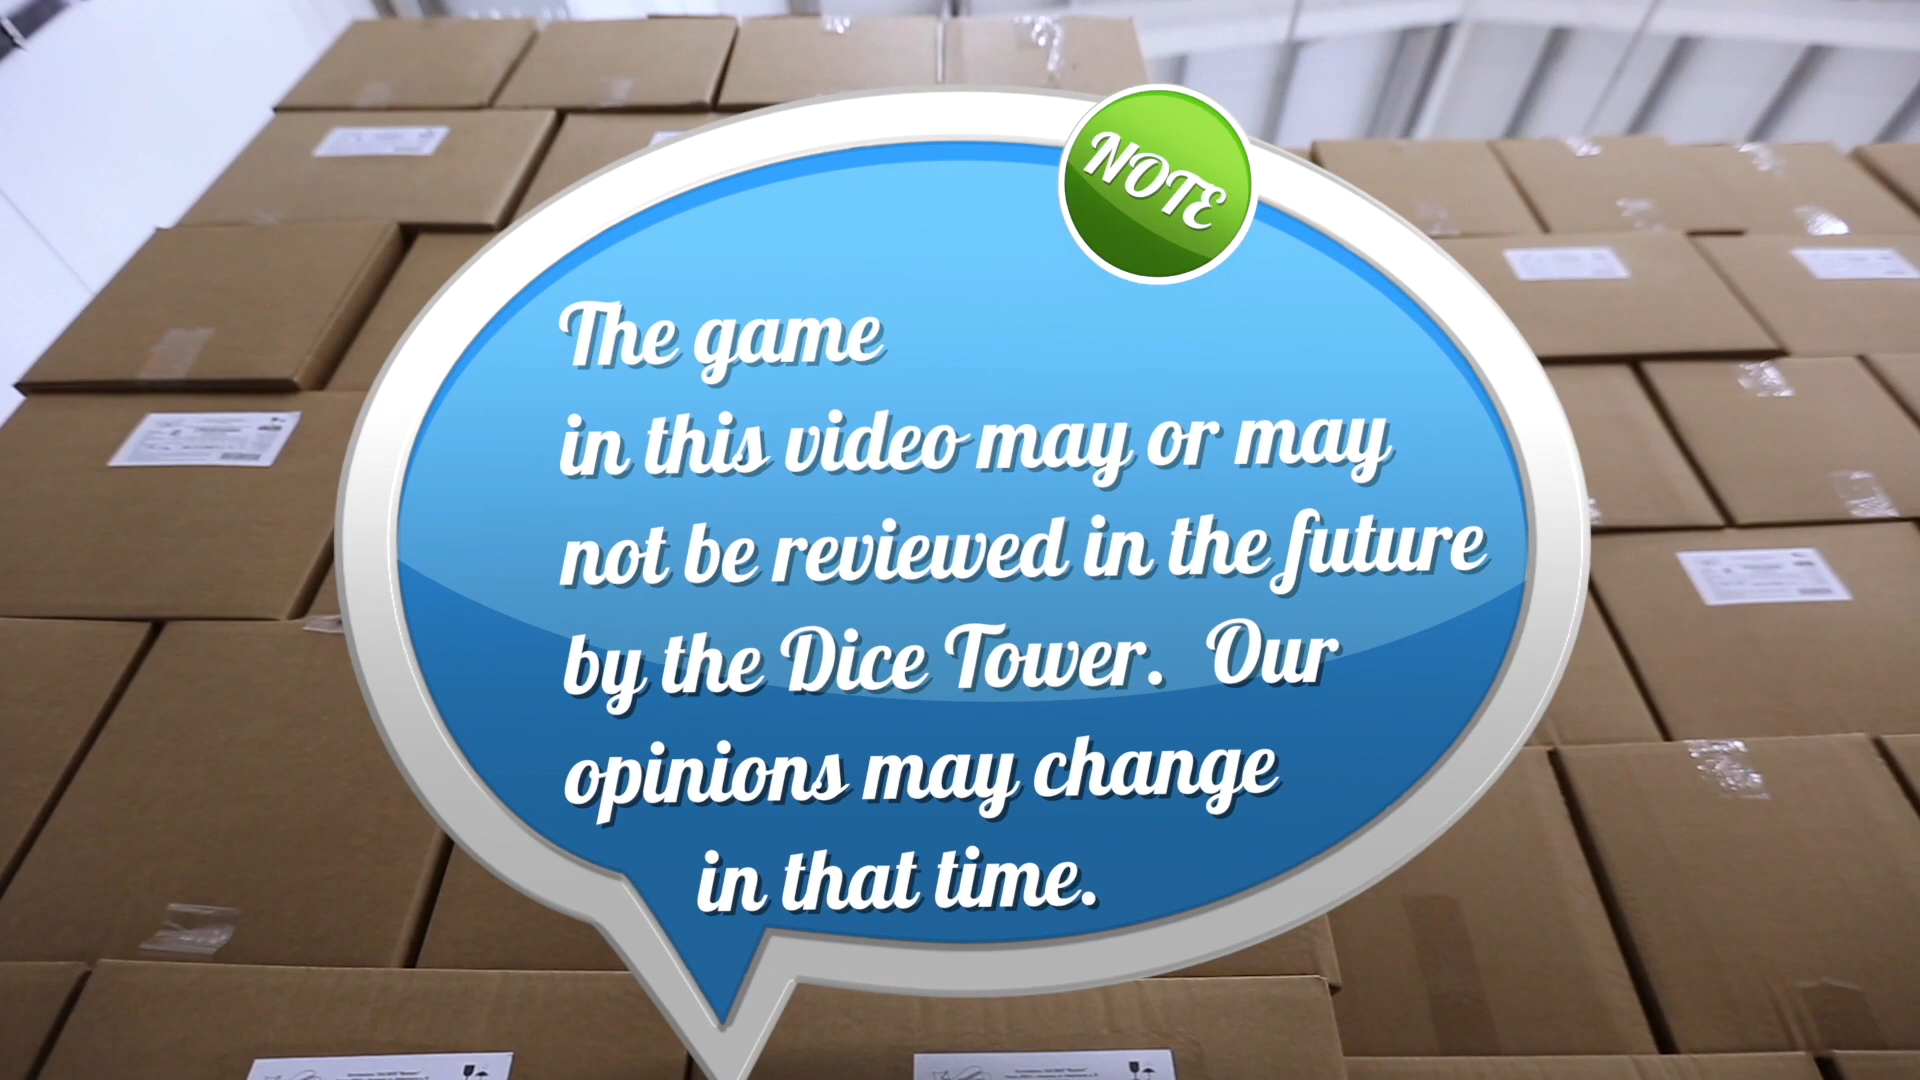 NOTE
The game
in this video may or may
not be reviewed in the future
by the Dice Tower. Our
opinions may change
in that time.